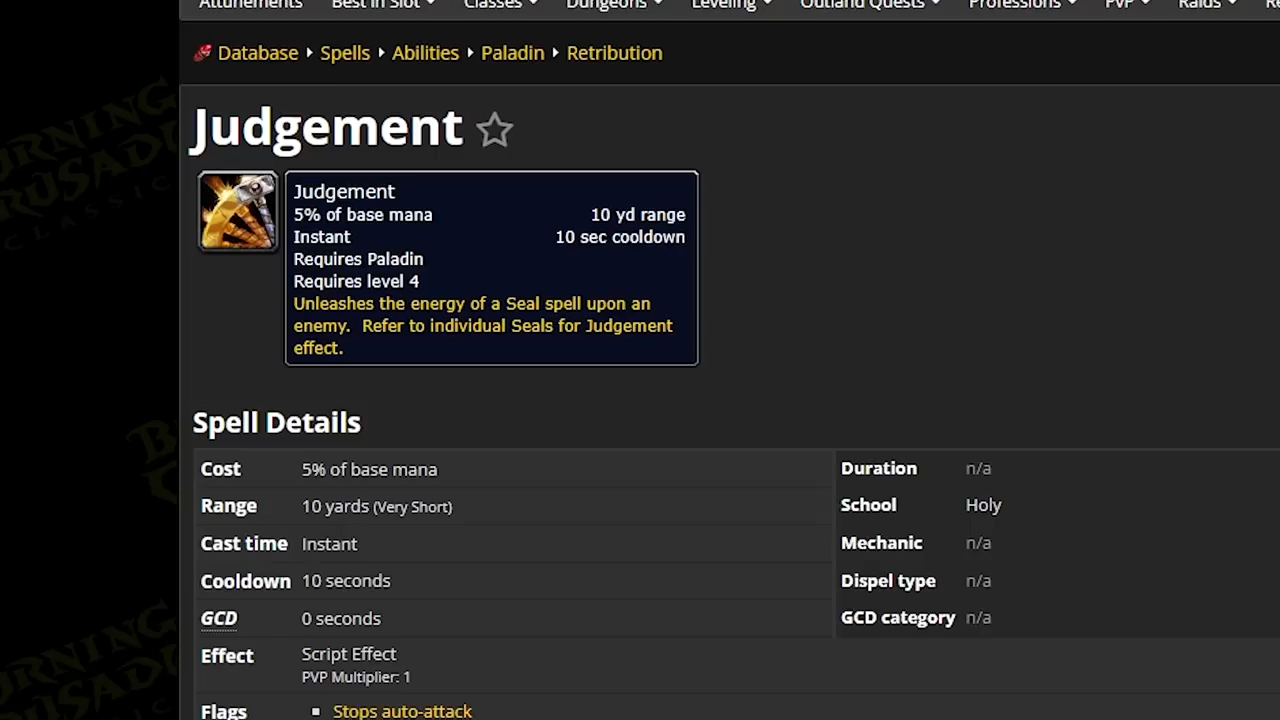 Attunements Best in Slot Classes Dungeons Leveling Outland Quests Professions PvP Raids
Database Spells Abilities Paladin Retribution
Judgement
Judgement
5% of base mana 10 yd range
Instant 10 sec cooldown
Requires Paladin
Requires level 4
Unleashes the energy of a Seal spell upon an
enemy. Refer to individual Seals for Judgement
effect.
Spell Details
Cost 5% of base mana Duration n/a
Range 10 yards (Very Short) School Holy
Cast time Instant Mechanic n/a
Cooldown 10 seconds Dispel type n/a
GCD 0 seconds GCD category n/a
Effect Script Effect
PVP Multiplier: 1
Flags ▪ Stops auto-attack